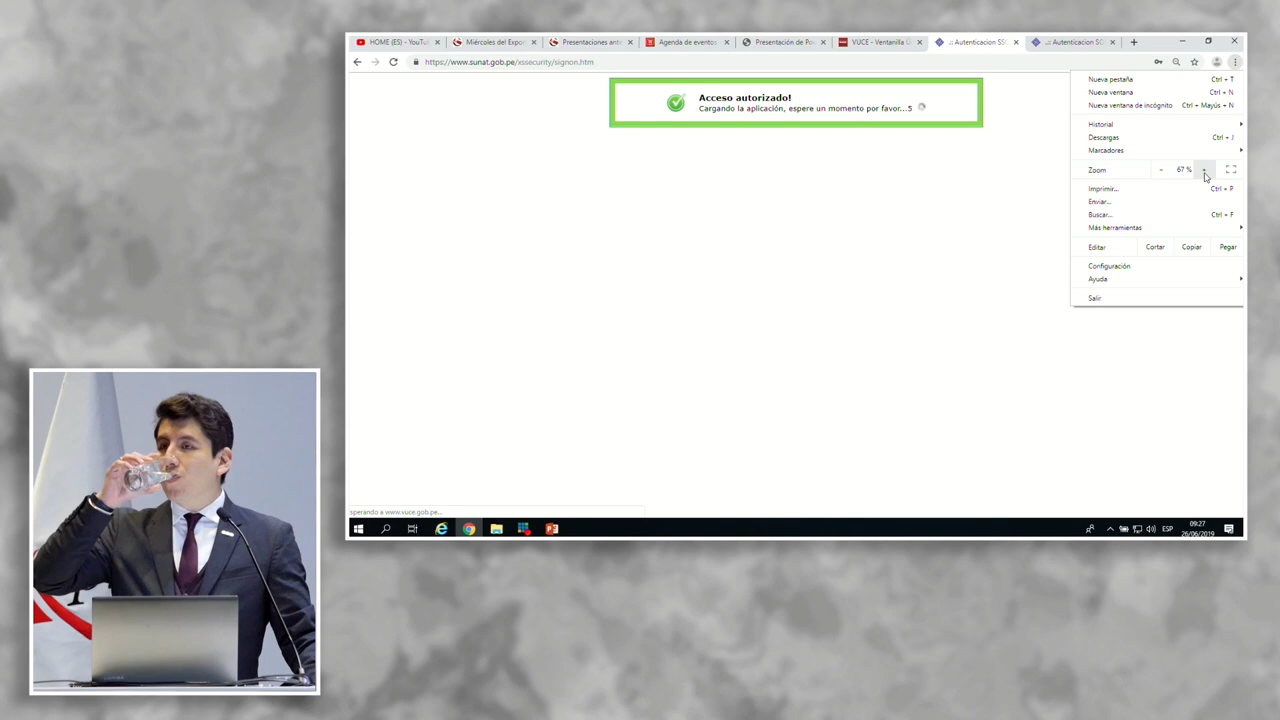 HOME (ES) - YouTu
Miércoles del Expor
Presentaciones ante
Agenda de eventos
Presentación de Po
VUCE - Ventanilla Ú
.: Autenticacion SSO
.: Autenticacion SO
https://www.sunat.gob.pe/xssecurity/signon.htm
Acceso autorizado!
Cargando la aplicación, espere un momento por favor...5
Nueva pestaña Ctrl + T
Nueva ventana Ctrl + N
Nueva ventana de incógnito Ctrl + Mayús + N
Historial
Descargas Ctrl + J
Marcadores
Zoom - 67 %
Imprimir... Ctrl + P
Enviar...
Buscar... Ctrl + F
Más herramientas
Editar Cortar Copiar Pegar
Configuración
Ayuda
Salir
sperando a www.vuce.gob.pe...
ESP
09:27
26/06/2019